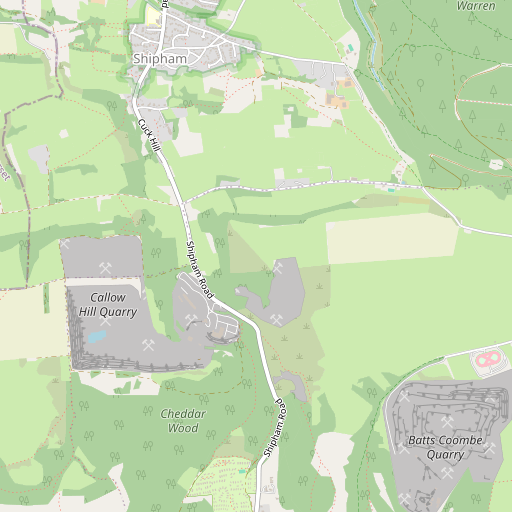 Warren
Shipham
Cuck Hill
Shipham Road
Callow
Hill Quarry
Cheddar
Wood
Shipham Road
Batts Coombe
Quarry